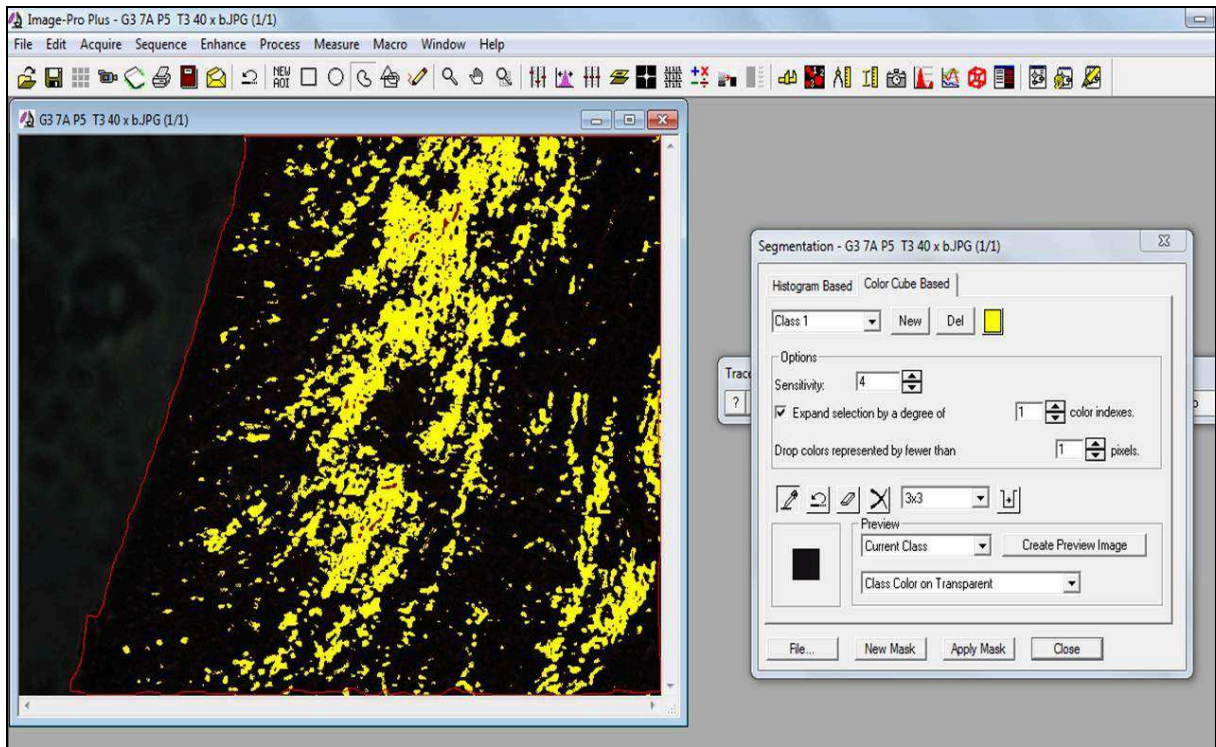 Image-Pro Plus - G3 7A P5 T3 40 x b.JPG (1/1)
File Edit Acquire Sequence Enhance Process Measure Macro Window Help
NEW AOI
G3 7A P5 T3 40 x b.JPG (1/1)
Segmentation - G3 7A P5 T3 40 x b.JPG (1/1)
Histogram Based Color Cube Based
Class 1 New Del
Options
Sensitivity: 4
Trace
?
Expand selection by a degree of 1 color indexes.
Drop colors represented by fewer than 1 pixels.
3x3
Preview
Current Class Create Preview Image
Class Color on Transparent
File... New Mask Apply Mask Close